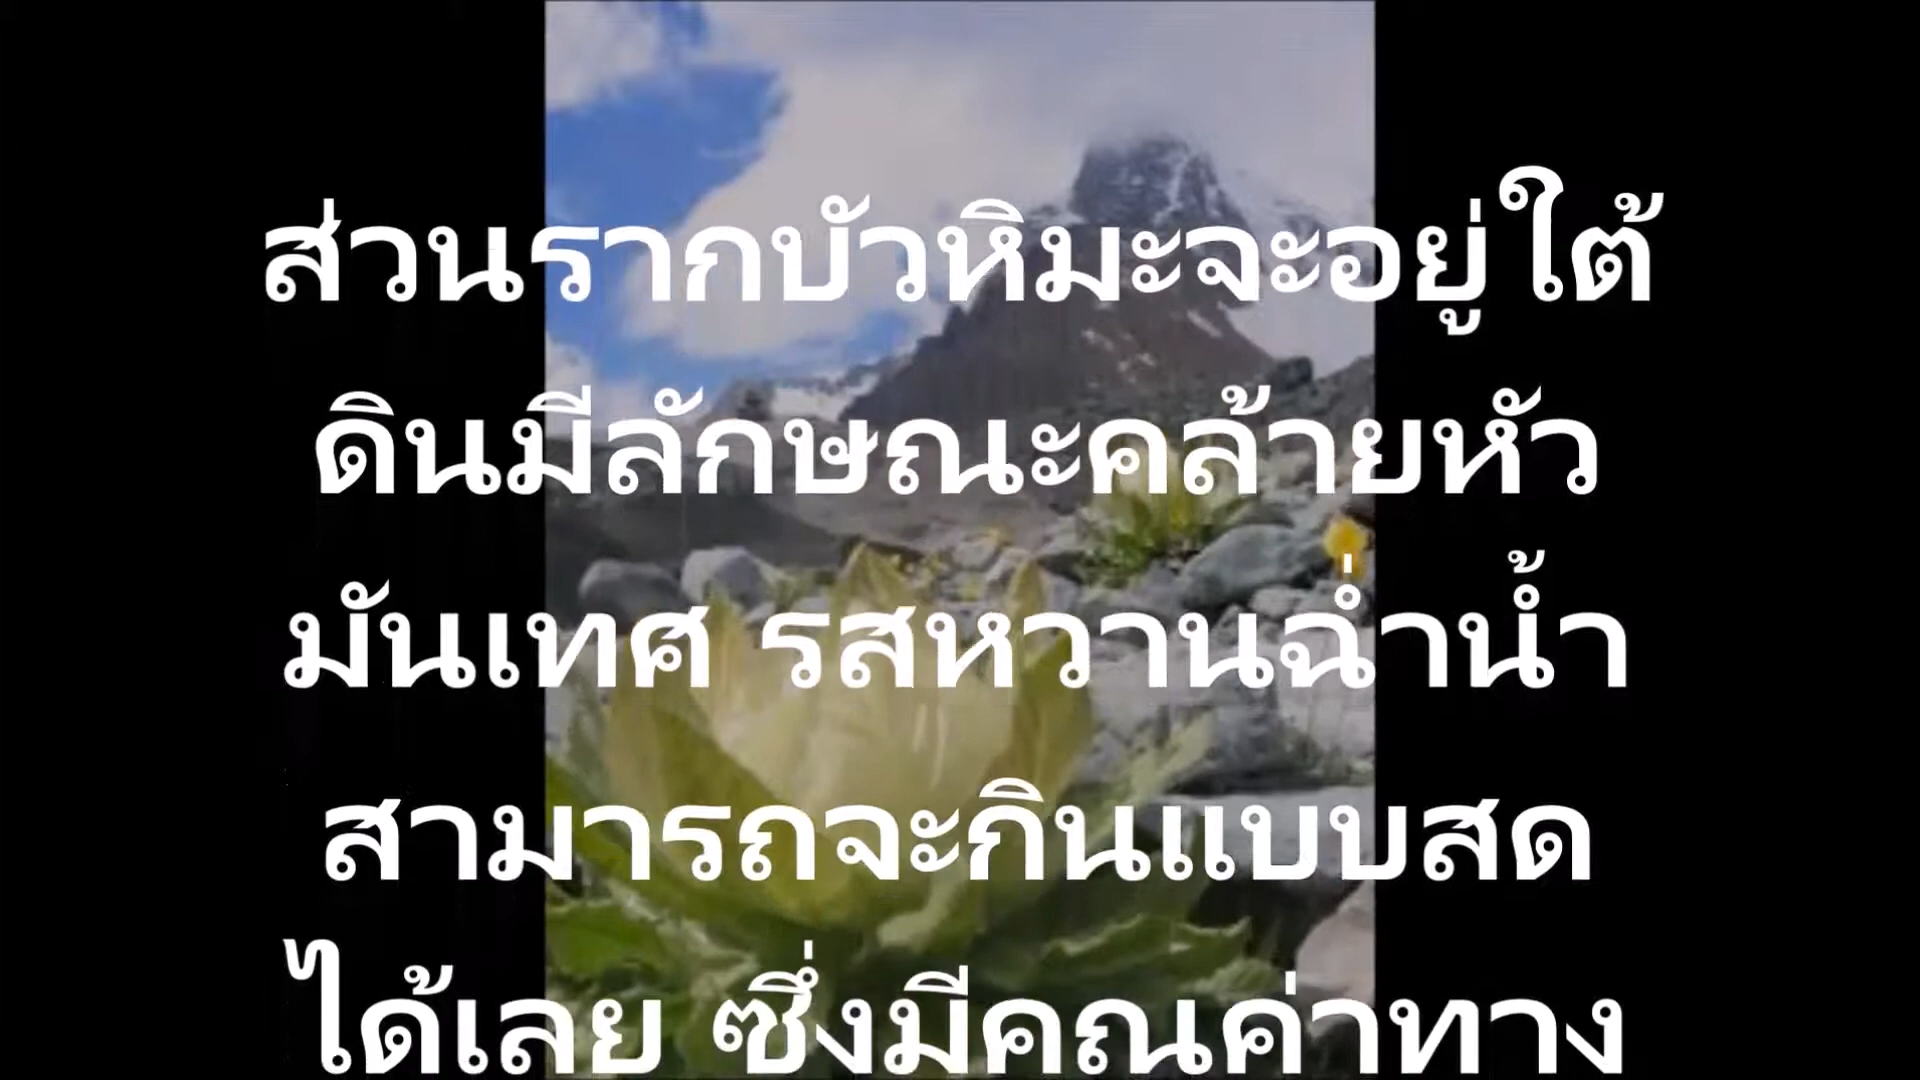 ส่วนรากบัวหิมะจะอยู่ใต้
ดินมีลักษณะคล้ายหัว
มันเทศ รสหวานฉ่ำน้ำ
สามารถจะกินแบบสด
ได้เลย ซึ่งมีคุณค่าทาง